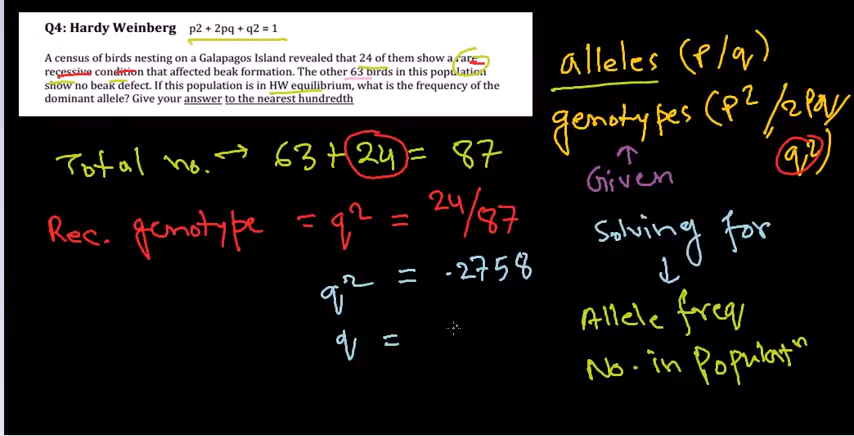 Q4: Hardy Weinberg p2 + 2pq + q2 = 1
A census of birds nesting on a Galapagos Island revealed that 24 of them show a rare
recessive condition that affected beak formation. The other 63 birds in this population
show no beak defect. If this population is in HW equilibrium, what is the frequency of the
dominant allele? Give your answer to the nearest hundredth
alleles (P/q)
genotypes (P²/2Pq/
q²)
Given
Total no. → 63 + 24 = 87
Rec. genotype = q² = 24/87
q² = .2758
q =
Solving for
↓
Allele freq
No. in Populatⁿ